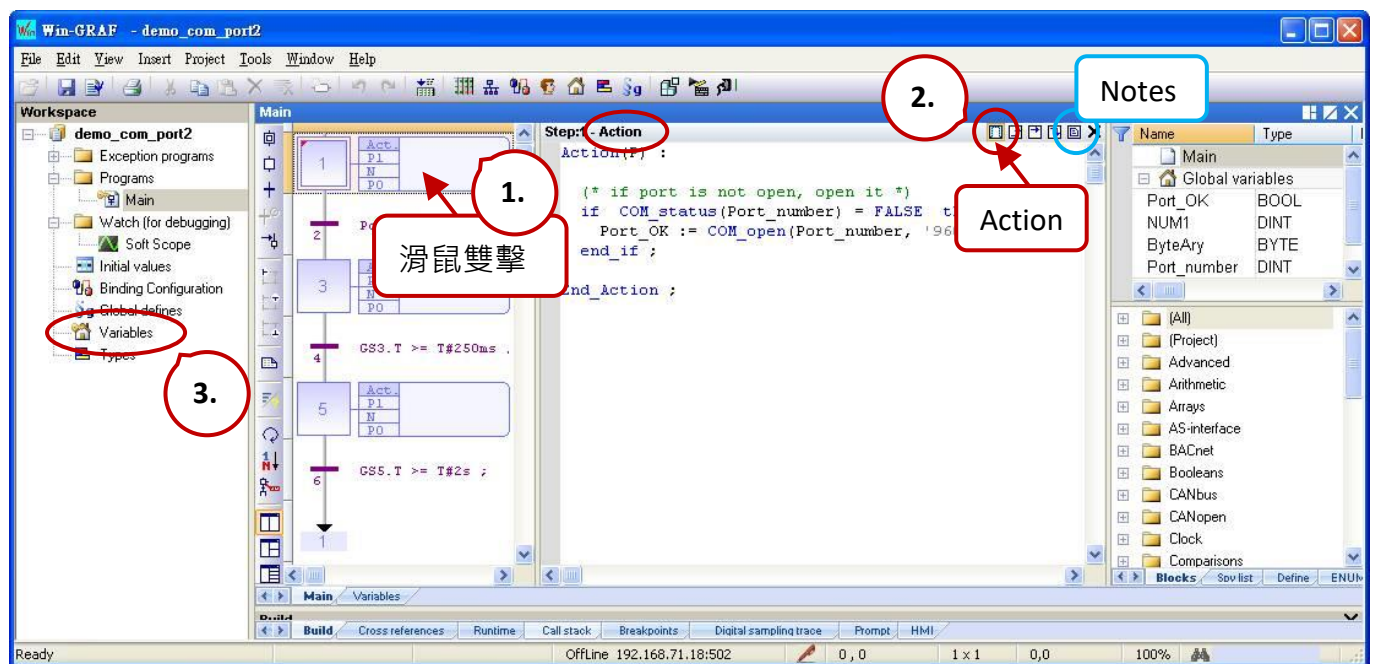 Win-GRAF - demo_com_port2
File Edit View Insert Project Tools Window Help
Workspace
demo_com_port2
Exception programs
Programs
Main
Watch (for debugging)
Soft Scope
Initial values
Binding Configuration
Global defines
Variables
Types
3.
Main
1
Act.
P1
N
P0
2
3
P0
4
GS3.T >= T#250ms
5
Act.
P1
N
P0
6
GS5.T >= T#2s ;
1
1.
滑鼠雙擊
Main Variables
Step:1 - Action
2.
Notes
Action
Action(P) :
(* if port is not open, open it *)
if COM_status(Port_number) = FALSE
Port_OK := COM_open(Port_number,
end_if ;
End_Action ;
Name Type
Main
Global variables
Port_OK BOOL
NUM1 DINT
ByteAry BYTE
Port_number DINT
(All)
(Project)
Advanced
Arithmetic
Arrays
AS-interface
BACnet
Booleans
CANbus
CANopen
Clock
Comparisons
Blocks Spy list Define
Build
Build Cross references Runtime Call stack Breakpoints Digital sampling trace Prompt HMI
Ready OffLine 192.168.71.18:502 0 , 0 1 x 1 0,0 100%